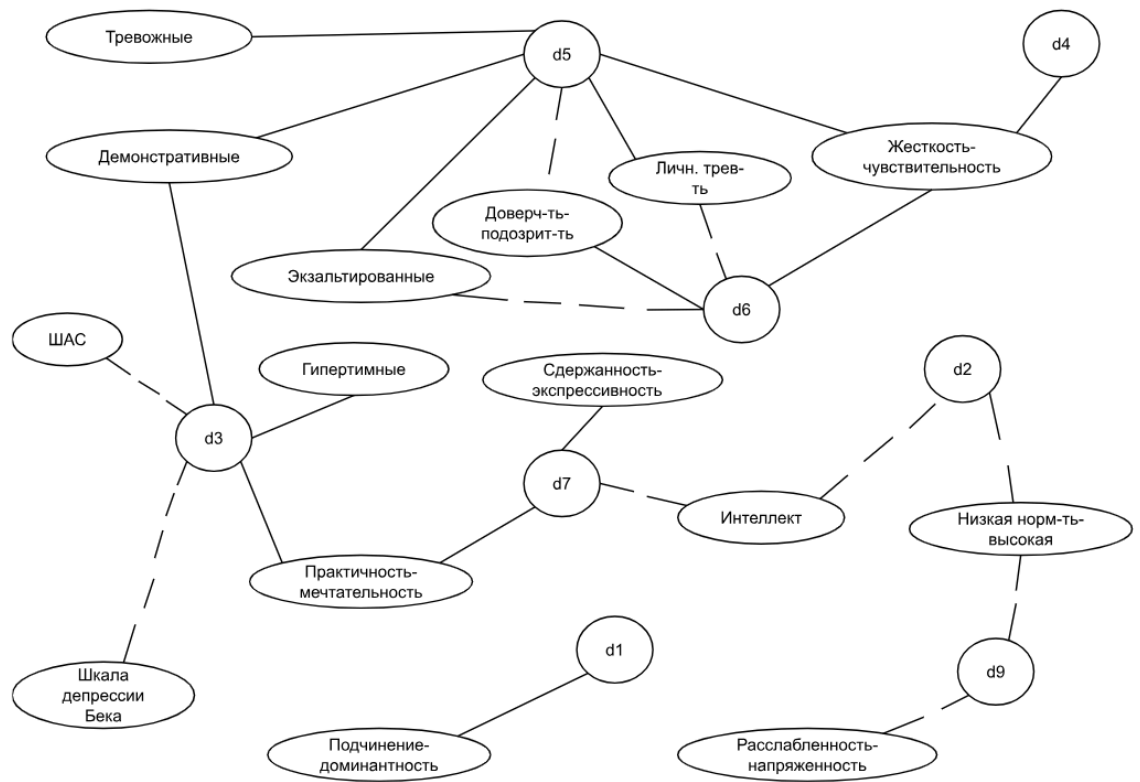 Тревожные
d5
d4
Демонстративные
Жесткость-
чувствительность
Личн. трев-
ть
Доверч-ть-
подозрит-ть
Экзальтированные
d6
ШАС
Гипертимные
Сдержанность-
экспрессивность
d2
d3
d7
Интеллект
Низкая норм-ть-
высокая
Практичность-
мечтательность
d1
d9
Шкала
депрессии
Бека
Подчинение-
доминантность
Расслабленность-
напряженность